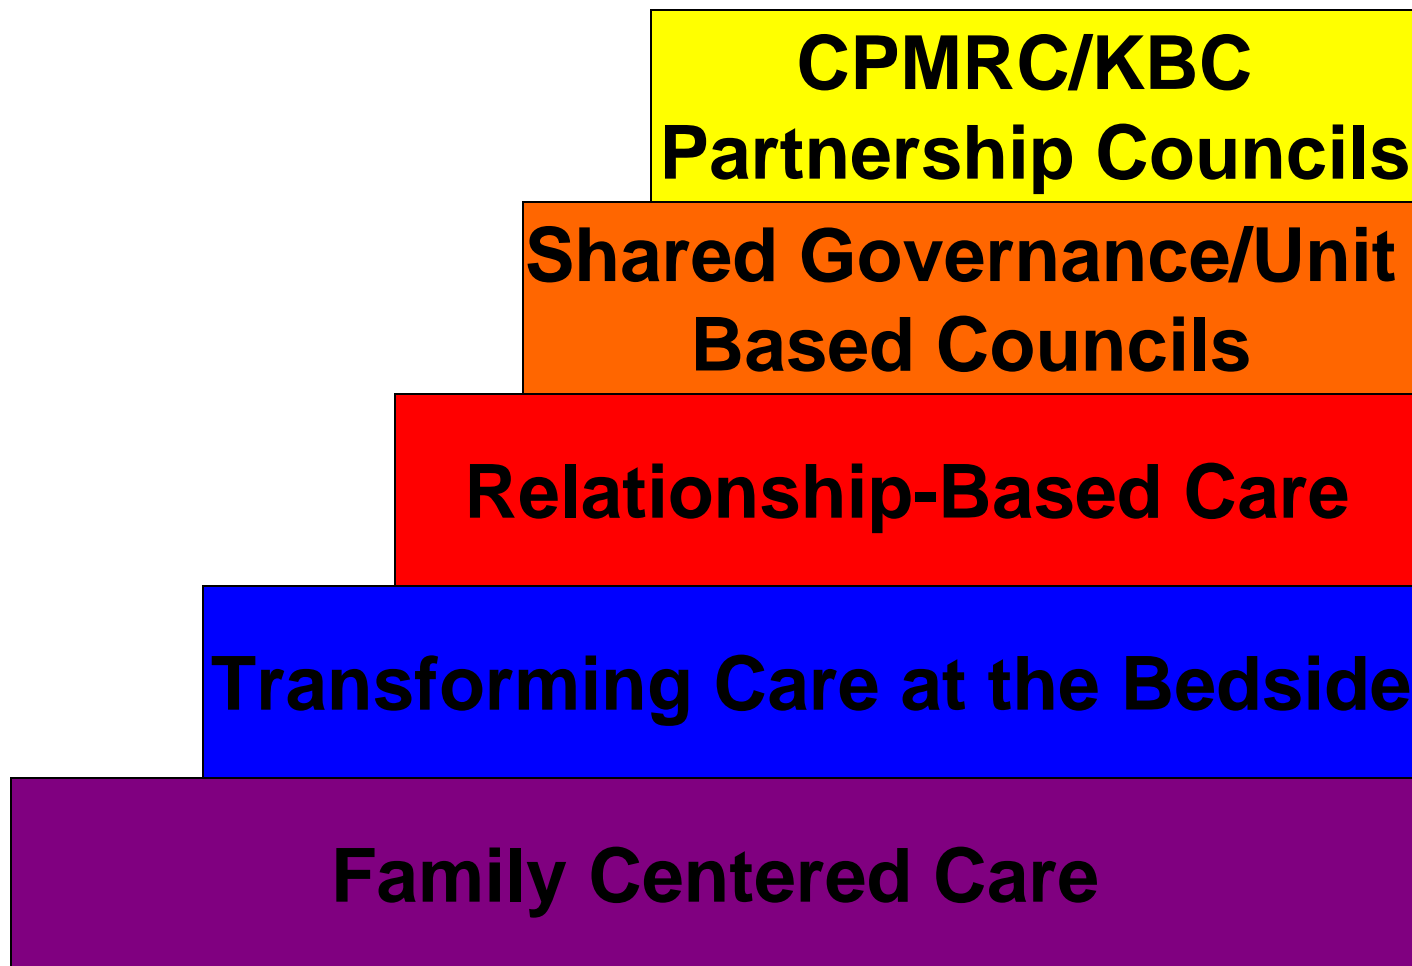 CPMRC/KBC
Partnership Councils
Shared Governance/Unit
Based Councils
Relationship-Based Care
Transforming Care at the Bedside
Family Centered Care